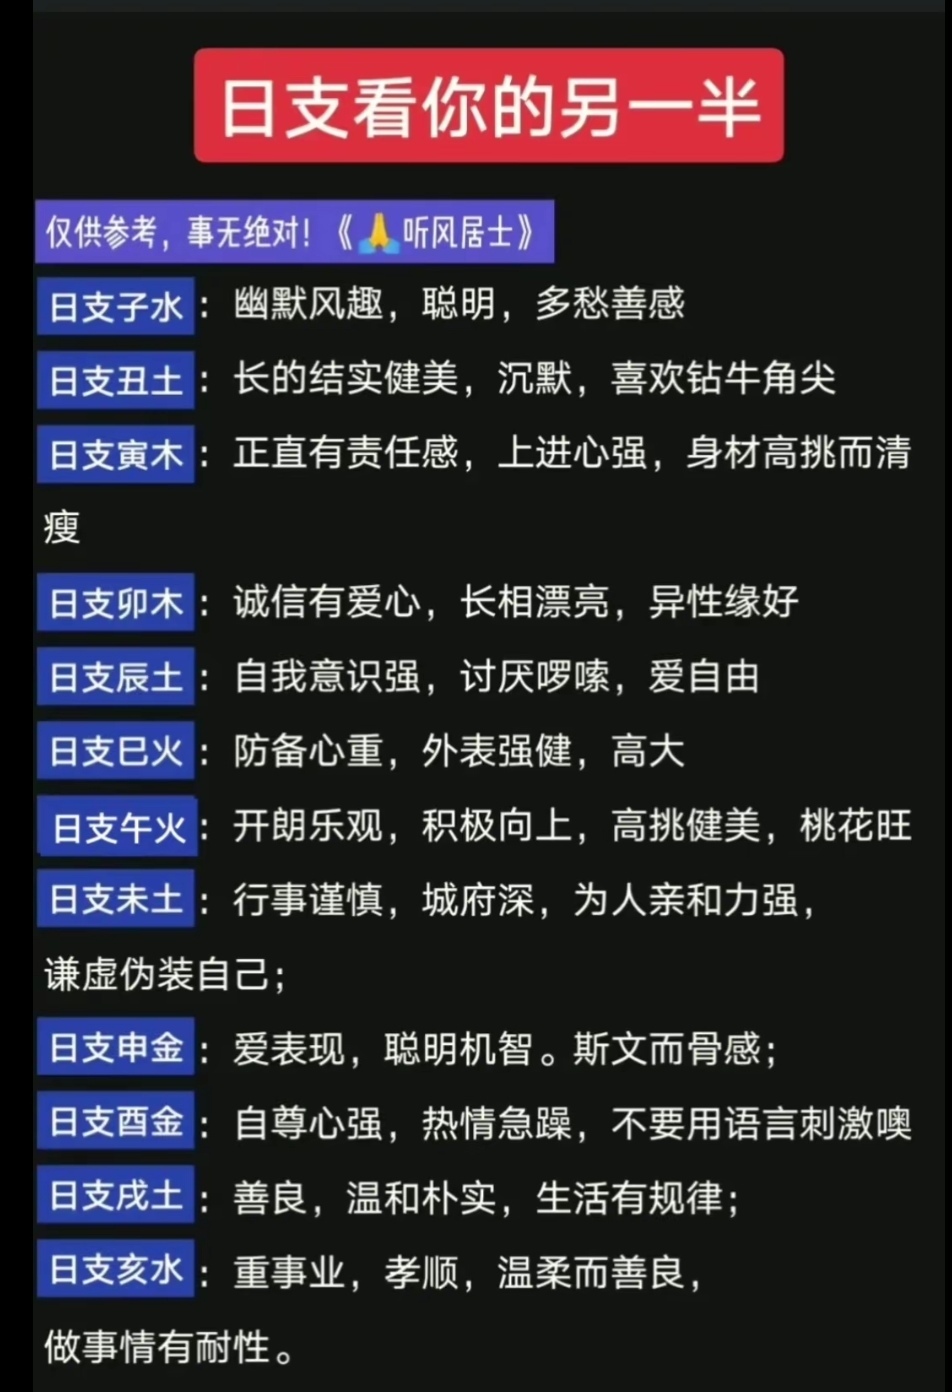 日支看你的另一半
仅供参考，事无绝对！《🙏听风居士》
日支子水：幽默风趣，聪明，多愁善感
日支丑土：长的结实健美，沉默，喜欢钻牛角尖
日支寅木：正直有责任感，上进心强，身材高挑而清
瘦
日支卯木：诚信有爱心，长相漂亮，异性缘好
日支辰土：自我意识强，讨厌啰嗦，爱自由
日支巳火：防备心重，外表强健，高大
日支午火：开朗乐观，积极向上，高挑健美，桃花旺
日支未土：行事谨慎，城府深，为人亲和力强，
谦虚伪装自己；
日支申金：爱表现，聪明机智。斯文而骨感；
日支酉金：自尊心强，热情急躁，不要用语言刺激噢
日支戌土：善良，温和朴实，生活有规律；
日支亥水：重事业，孝顺，温柔而善良，
做事情有耐性。